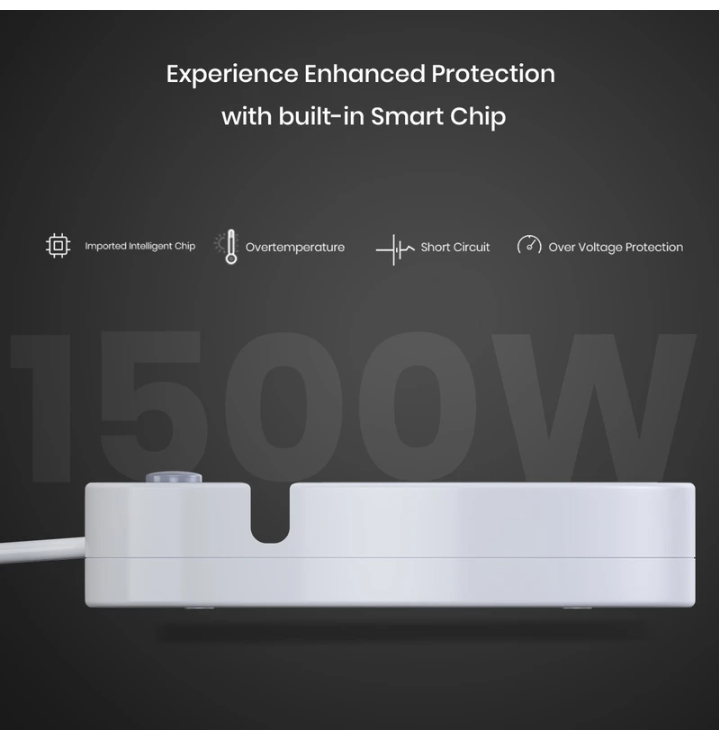 Experience Enhanced Protection
with built-in Smart Chip
Imported Intelligent Chip
Overtemperature
Short Circuit
Over Voltage Protection
1500W